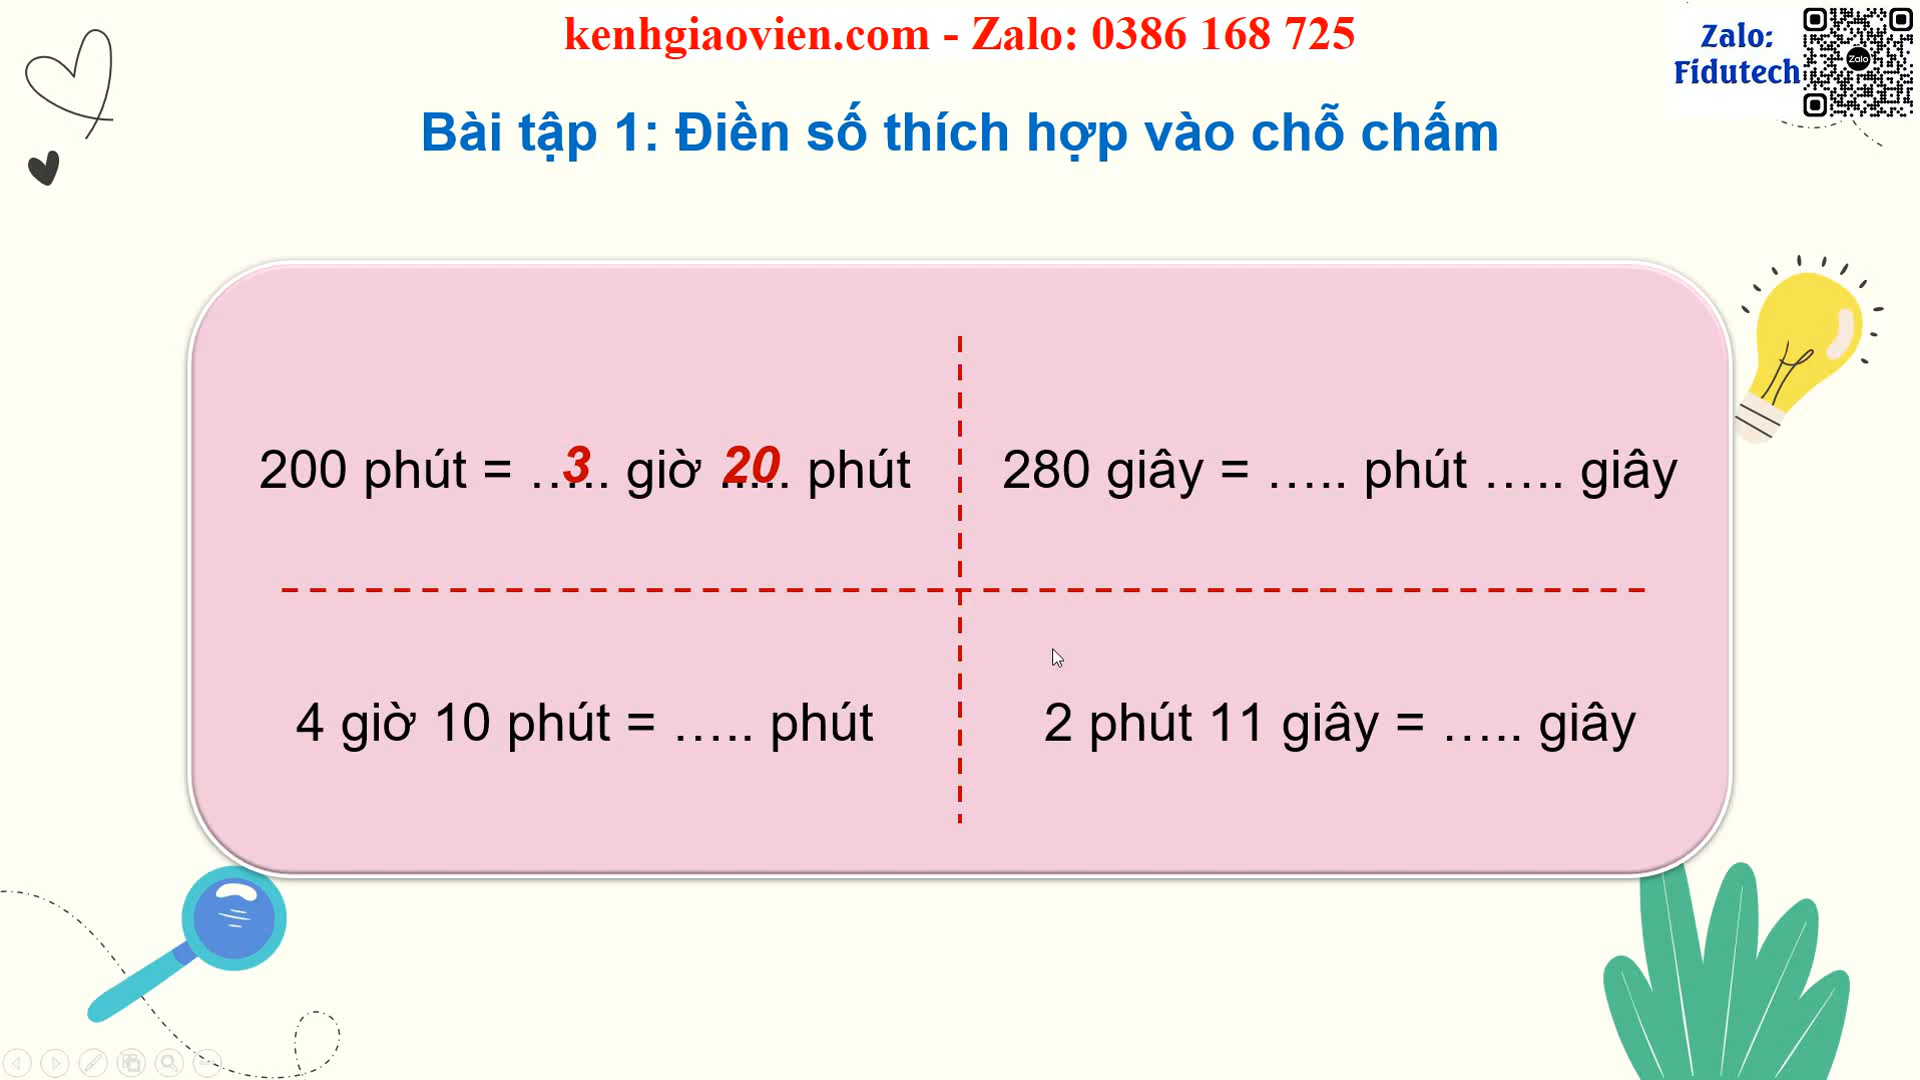 kenhgiaovien.com - Zalo: 0386 168 725
Zalo:
Fidutech
Zalo
Bài tập 1: Điền số thích hợp vào chỗ chấm
200 phút = ..3.. giờ ..20.. phút
280 giây = ….. phút ….. giây
4 giờ 10 phút = ….. phút
2 phút 11 giây = ….. giây